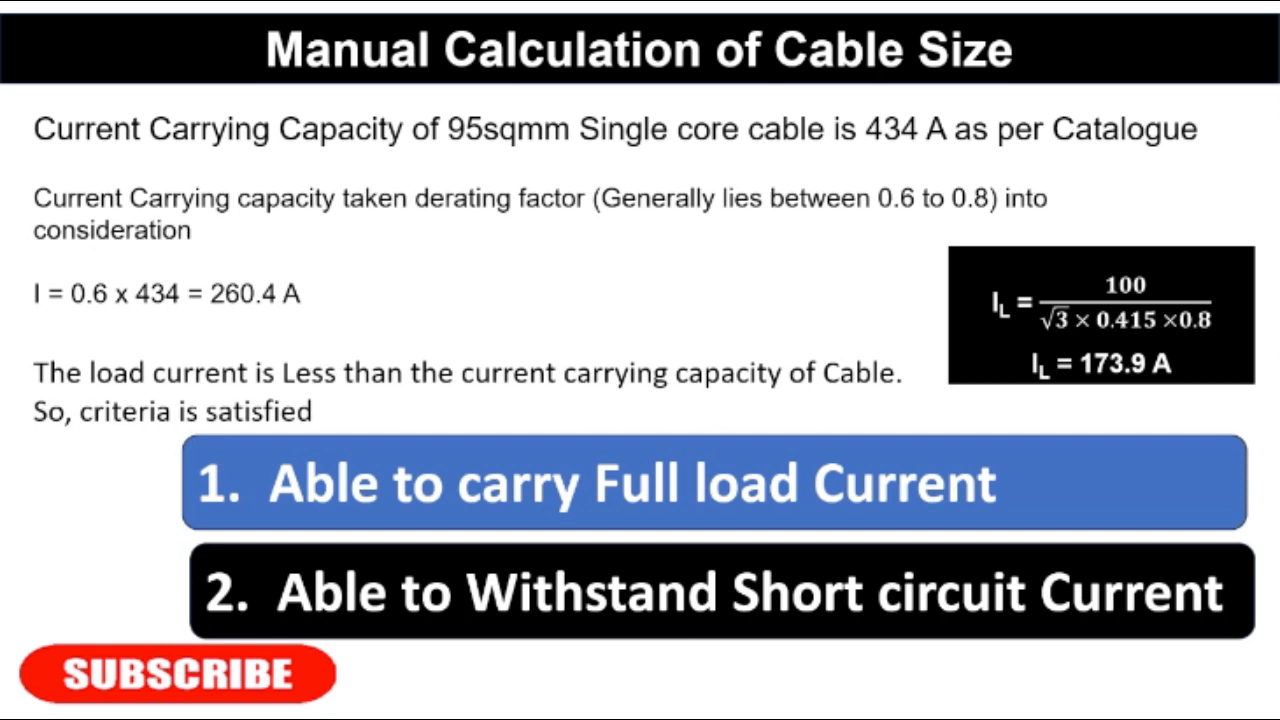 Manual Calculation of Cable Size
Current Carrying Capacity of 95sqmm Single core cable is 434 A as per Catalogue
Current Carrying capacity taken derating factor (Generally lies between 0.6 to 0.8) into
consideration
I = 0.6 x 434 = 260.4 A
I_L = 100 / (√3 × 0.415 ×0.8)
I_L = 173.9 A
The load current is Less than the current carrying capacity of Cable.
So, criteria is satisfied
1. Able to carry Full load Current
2. Able to Withstand Short circuit Current
SUBSCRIBE